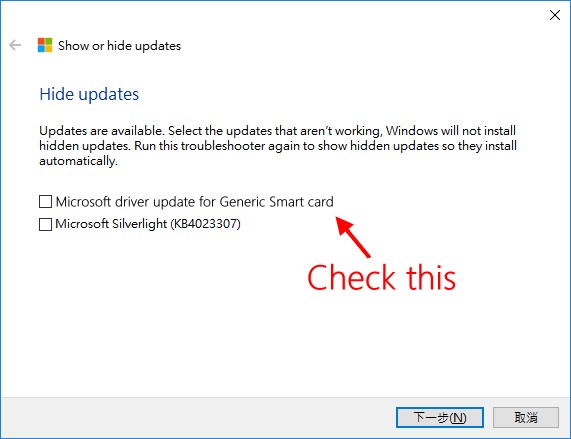 Show or hide updates
Hide updates
Updates are available. Select the updates that aren't working, Windows will not install
hidden updates. Run this troubleshooter again to show hidden updates so they install
automatically.
Microsoft driver update for Generic Smart card
Microsoft Silverlight (KB4023307)
Check this
下一步(N)
取消